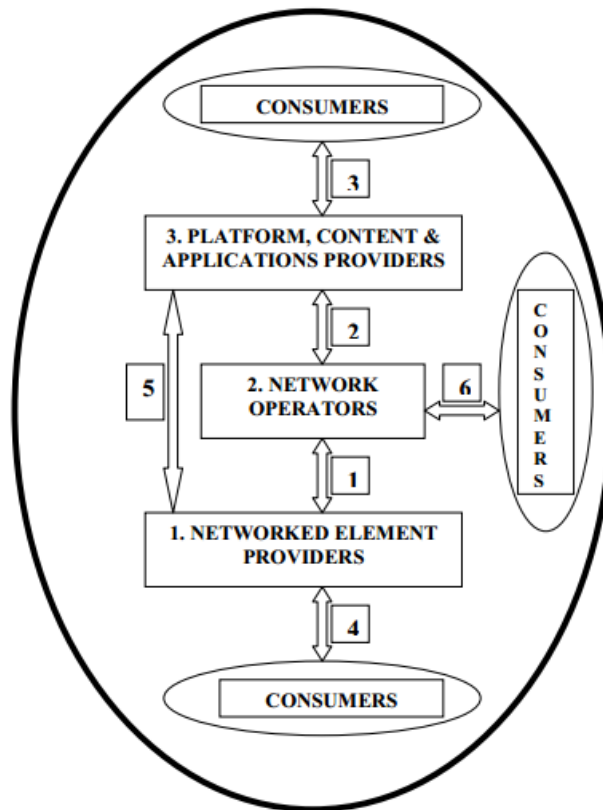 CONSUMERS
3
3. PLATFORM, CONTENT &
APPLICATIONS PROVIDERS
2
5
2. NETWORK
OPERATORS
6
CONSUMERS
1
1. NETWORKED ELEMENT
PROVIDERS
4
CONSUMERS